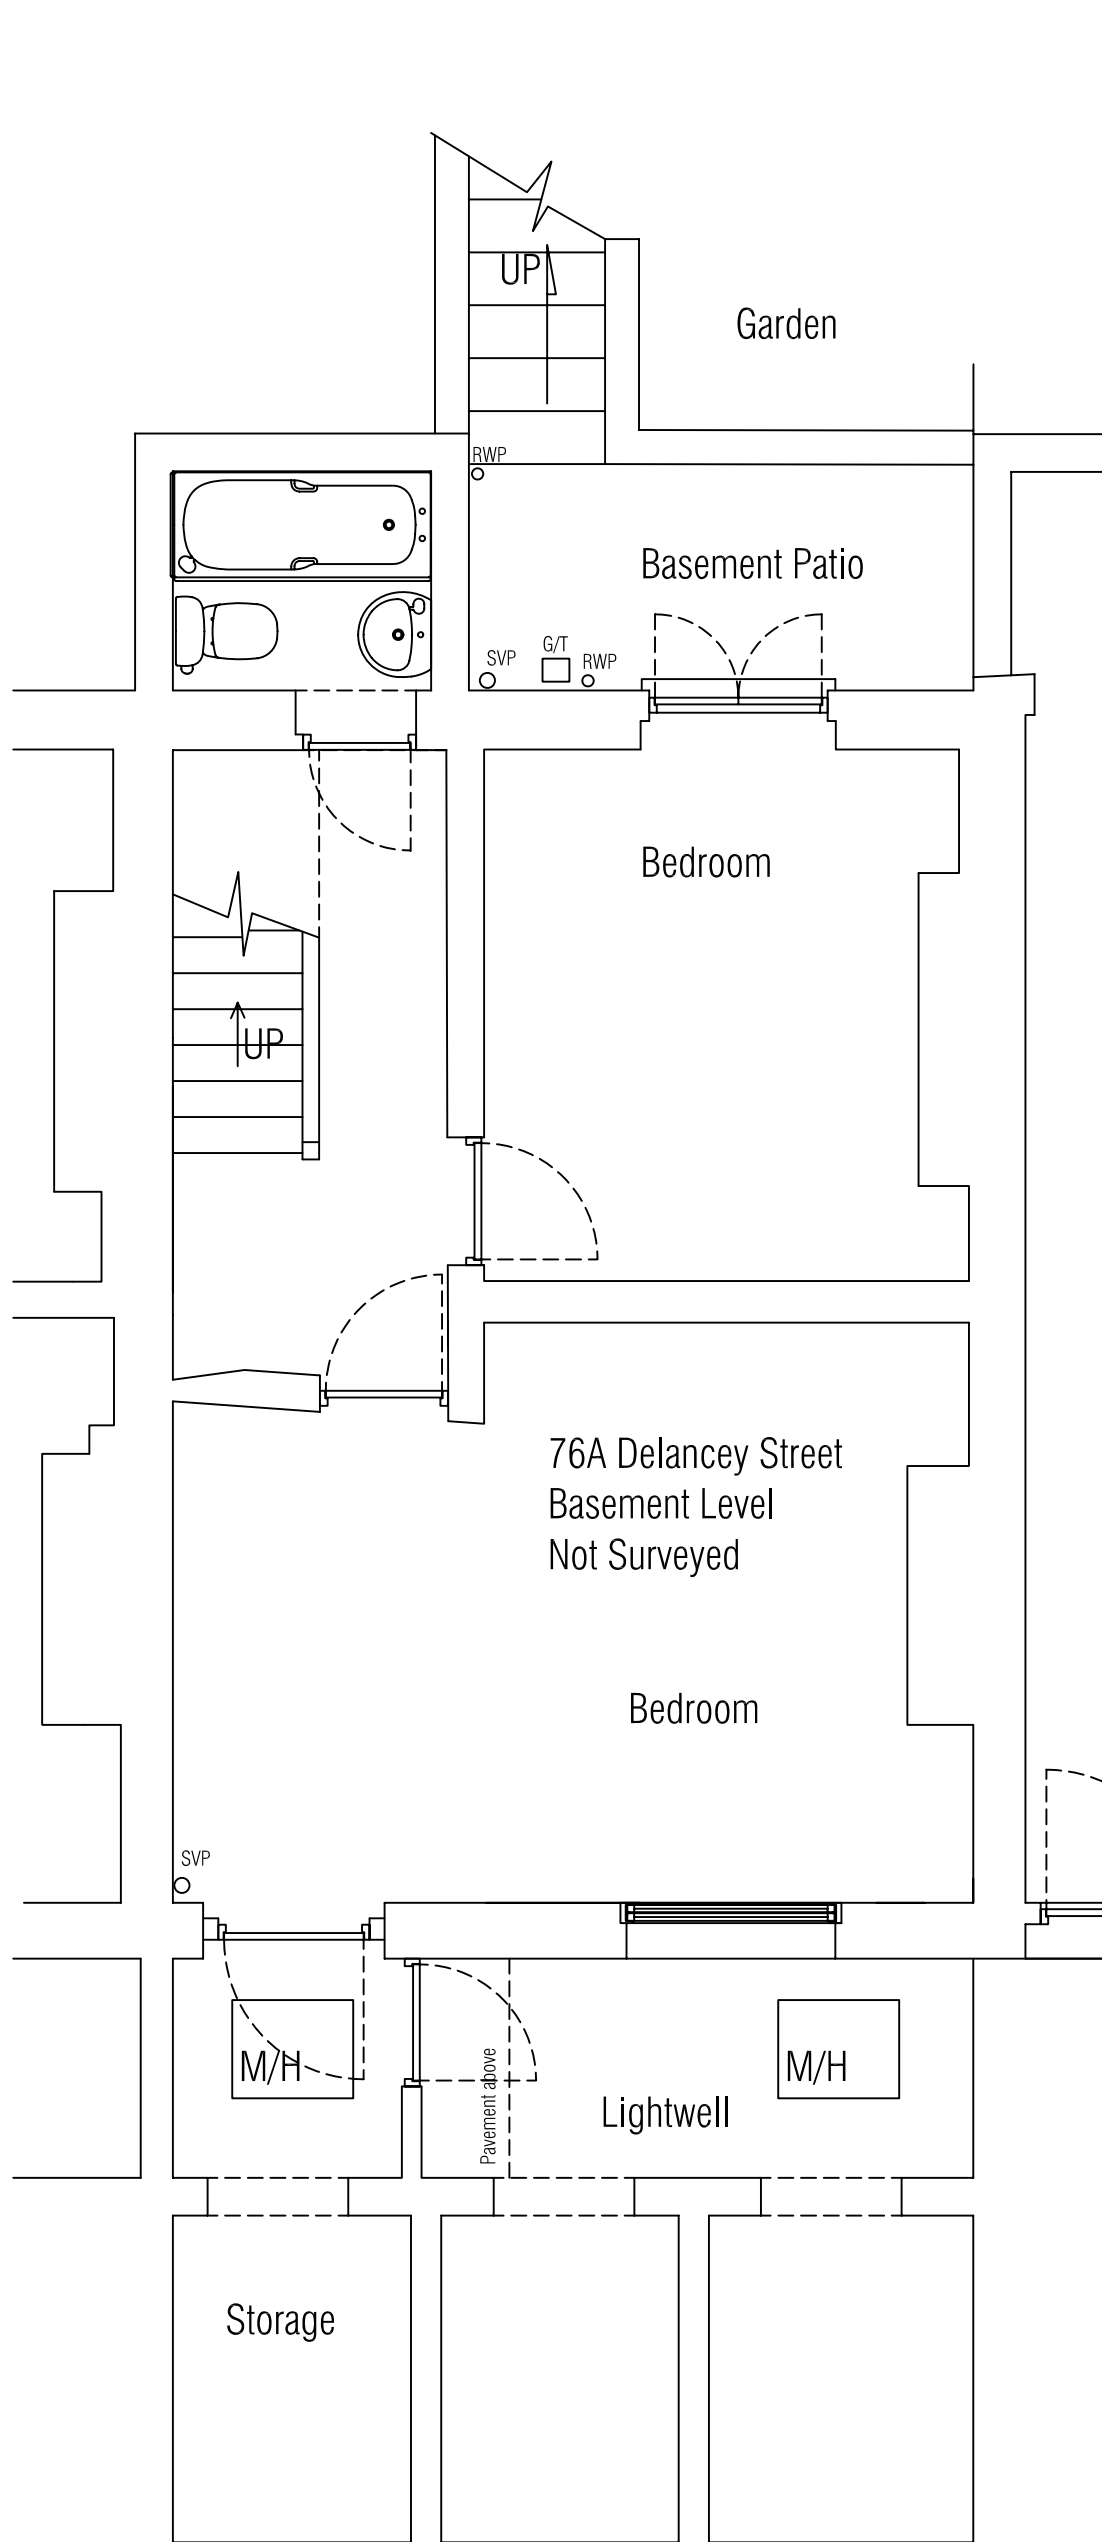 UP
Garden
RWP
Basement Patio
G/T
SVP
RWP
Bedroom
UP
76A Delancey Street
Basement Level
Not Surveyed
Bedroom
SVP
M/H
Pavement above
M/H
Lightwell
Storage